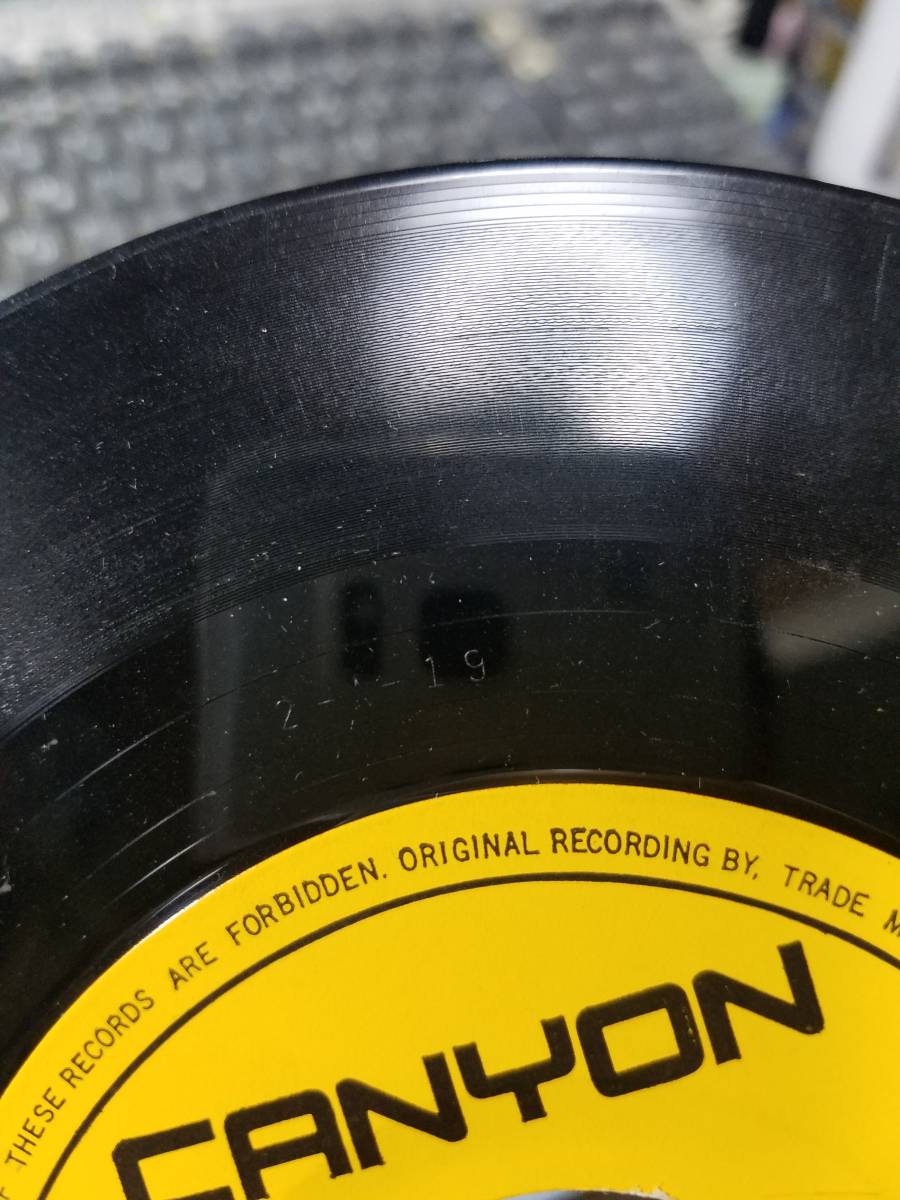 2 - - 19
THESE RECORDS ARE FORBIDDEN. ORIGINAL RECORDING BY, TRADE
CANYON